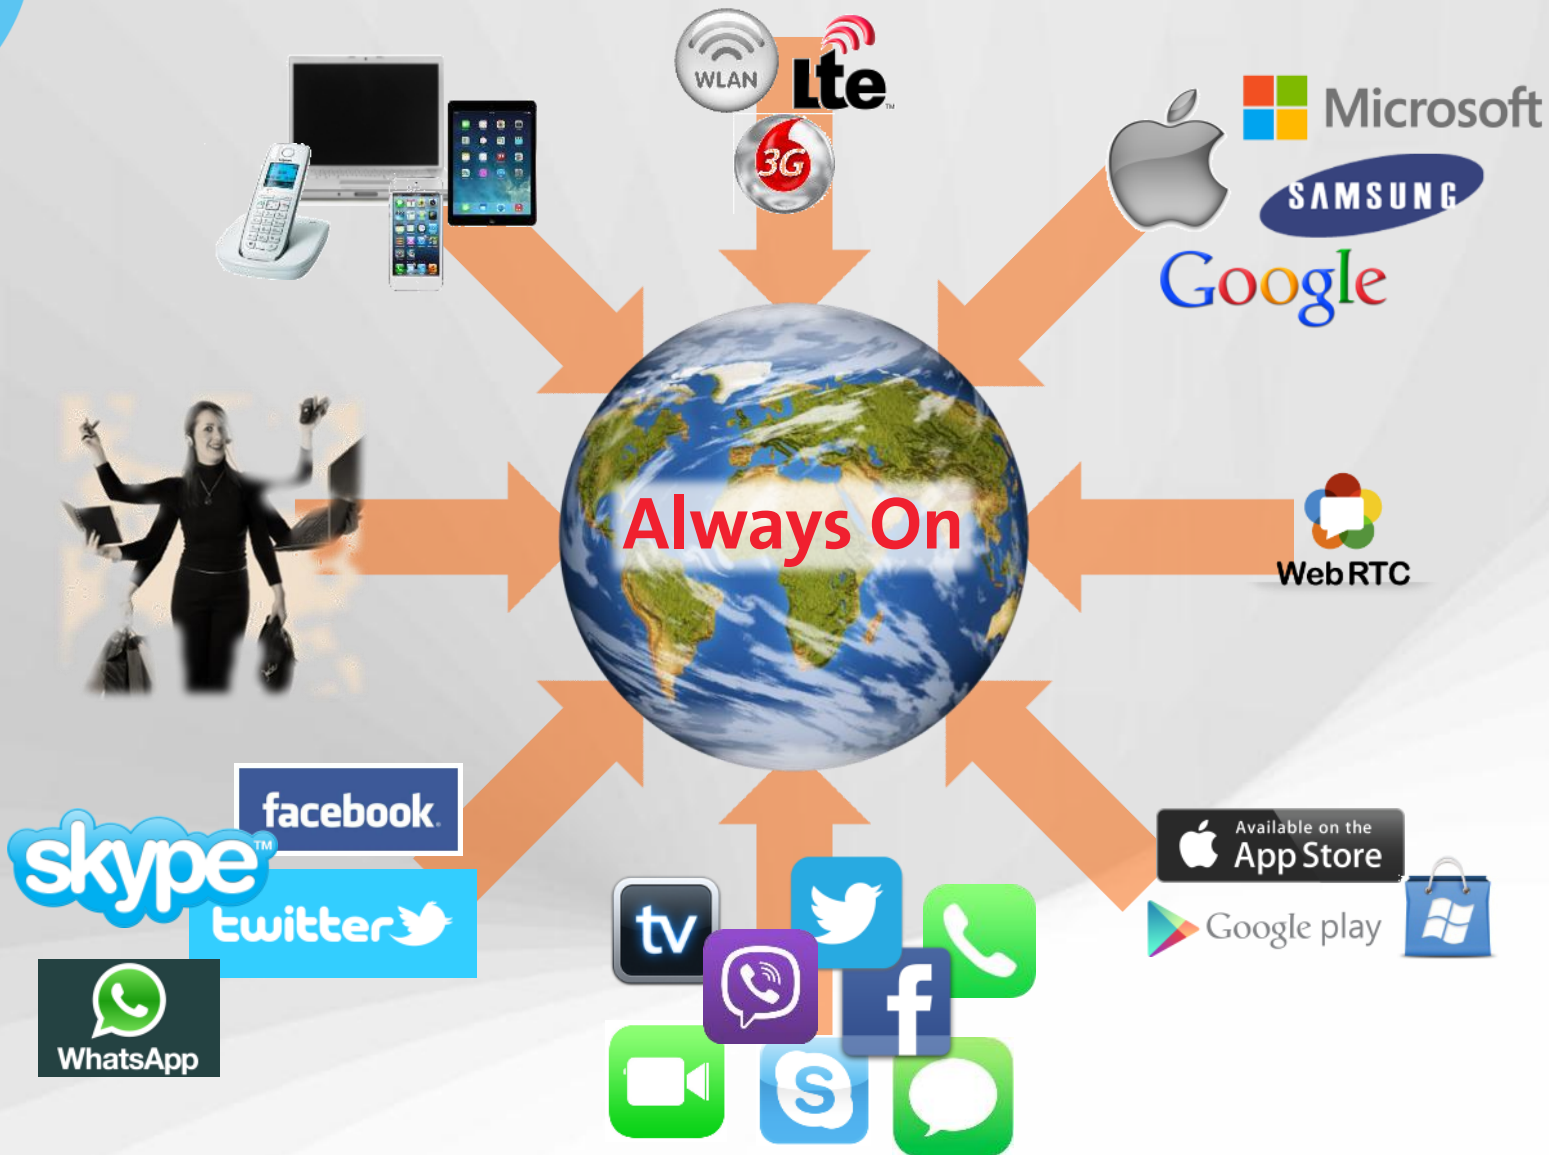 WLAN
Lte
3G
Microsoft
SAMSUNG
Google
Always On
WebRTC
facebook.
skype™
twitter
WhatsApp
Available on the
App Store
Google play
tv
f
S